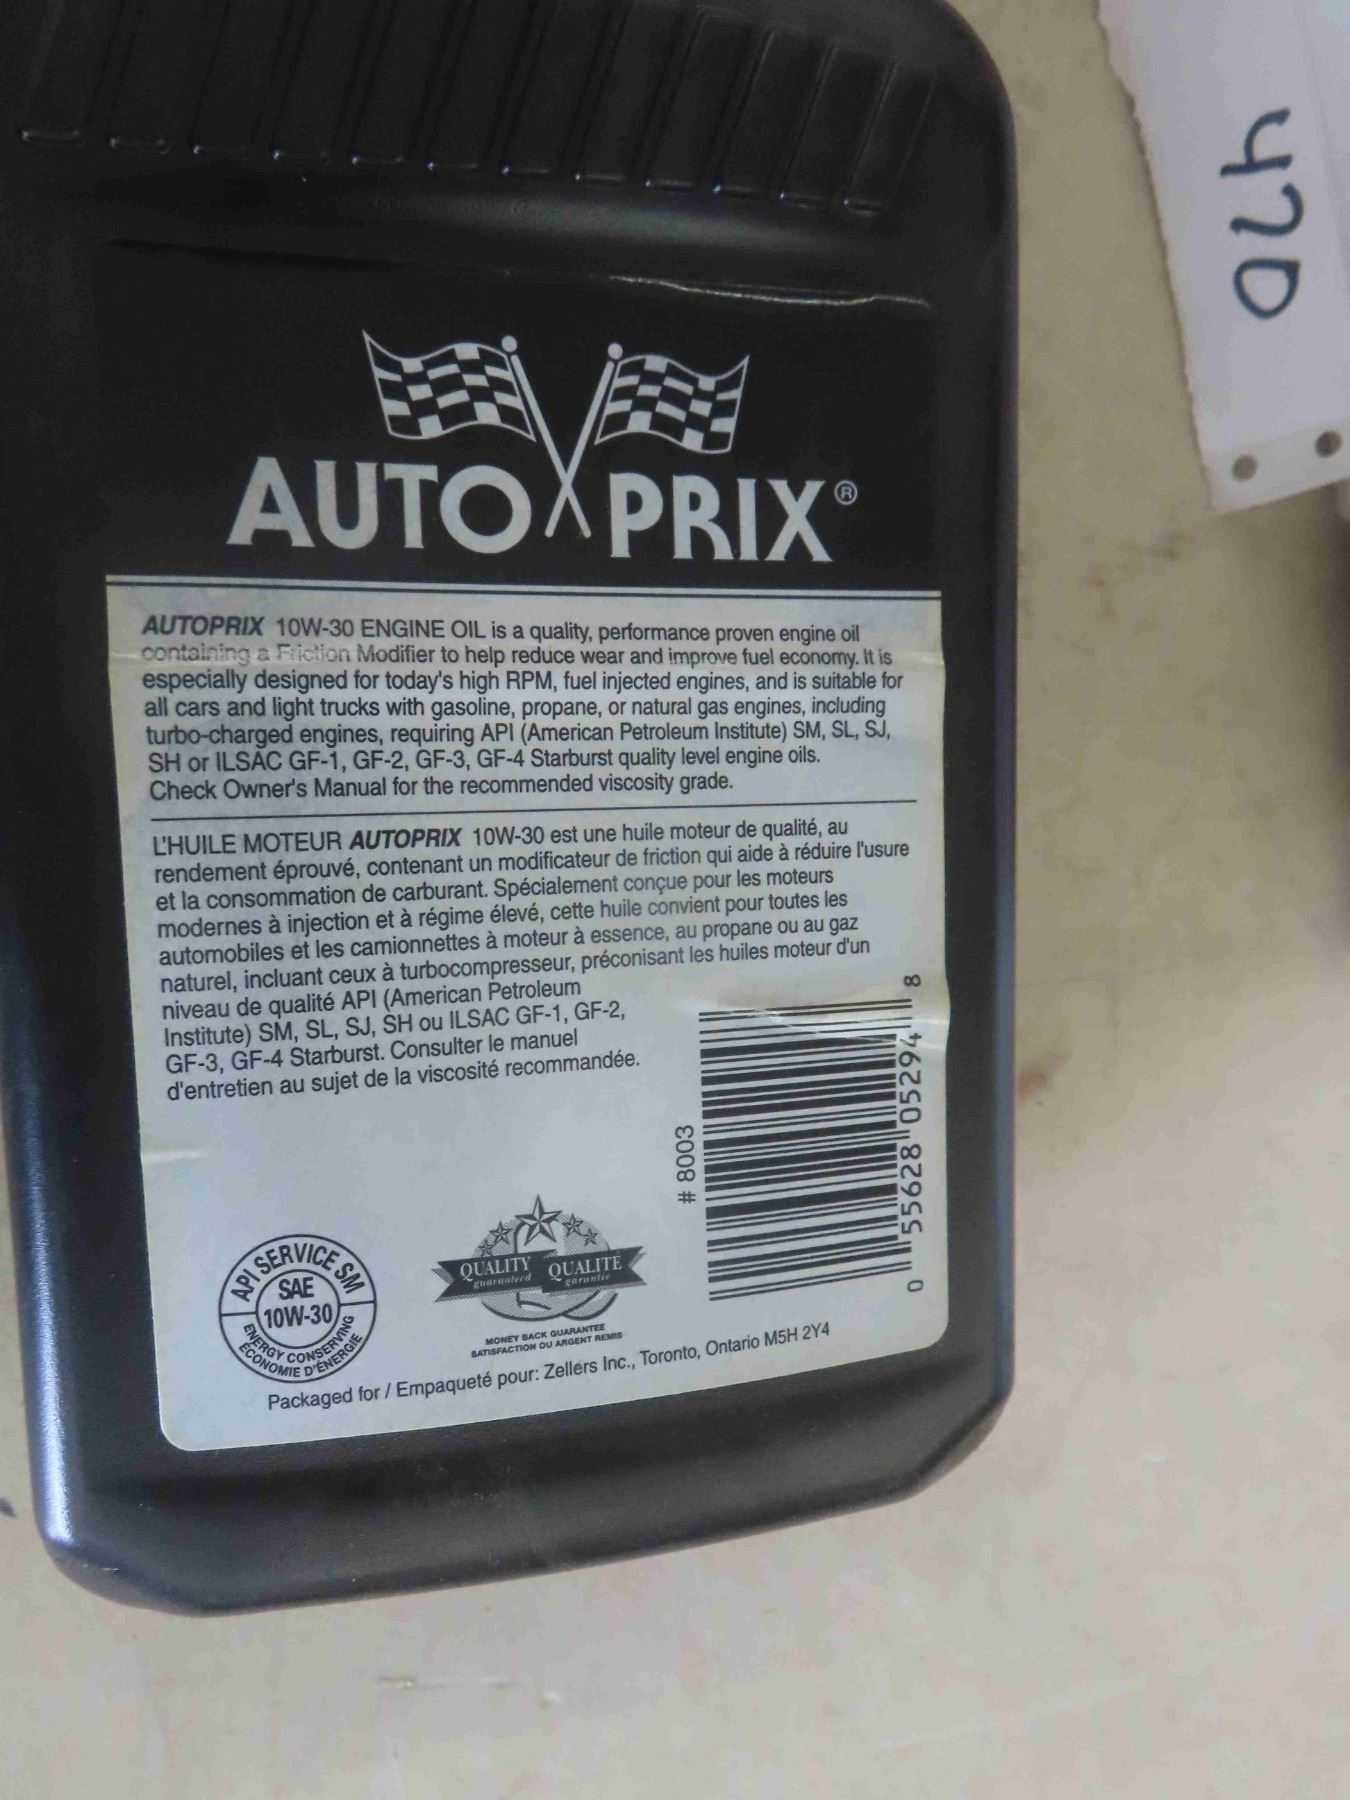 420
AUTO PRIX®
AUTOPRIX 10W-30 ENGINE OIL is a quality, performance proven engine oil
containing a Friction Modifier to help reduce wear and improve fuel economy. It is
especially designed for today's high RPM, fuel injected engines, and is suitable for
all cars and light trucks with gasoline, propane, or natural gas engines, including
turbo-charged engines, requiring API (American Petroleum Institute) SM, SL, SJ,
SH or ILSAC GF-1, GF-2, GF-3, GF-4 Starburst quality level engine oils.
Check Owner's Manual for the recommended viscosity grade.
L'HUILE MOTEUR AUTOPRIX 10W-30 est une huile moteur de qualité, au
rendement éprouvé, contenant un modificateur de friction qui aide à réduire l'usure
et la consommation de carburant. Spécialement conçue pour les moteurs
modernes à injection et à régime élevé, cette huile convient pour toutes les
automobiles et les camionnettes à moteur à essence, au propane ou au gaz
naturel, incluant ceux à turbocompresseur, préconisant les huiles moteur d'un
niveau de qualité API (American Petroleum
Institute) SM, SL, SJ, SH ou ILSAC GF-1, GF-2,
GF-3, GF-4 Starburst. Consulter le manuel
d'entretien au sujet de la viscosité recommandée.
# 8003
0 55628 05294 8
API SERVICE SM
SAE
10W-30
ENERGY CONSERVING
ÉCONOMIE D'ÉNERGIE
QUALITY QUALITE
guaranteed garantie
MONEY BACK GUARANTEE
SATISFACTION OU ARGENT REMIS
Packaged for / Empaqueté pour: Zellers Inc., Toronto, Ontario M5H 2Y4